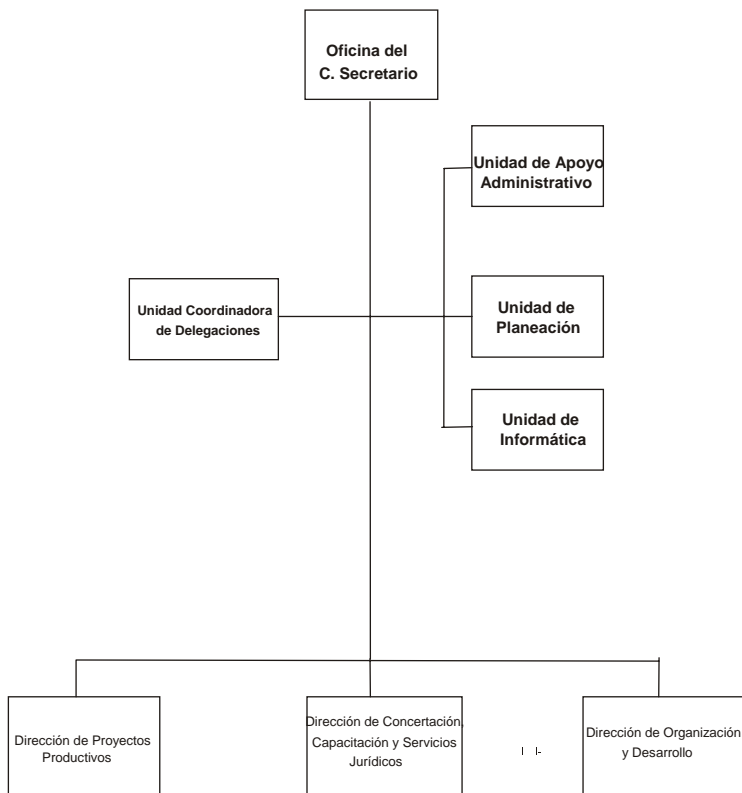 Oficina del
C. Secretario
Unidad de Apoyo
Administrativo
Unidad Coordinadora
de Delegaciones
Unidad de
Planeación
Unidad de
Informática
Dirección de Proyectos
Productivos
Dirección de Concertación,
Capacitación y Servicios
Jurídicos
Dirección de Organización
y Desarrollo